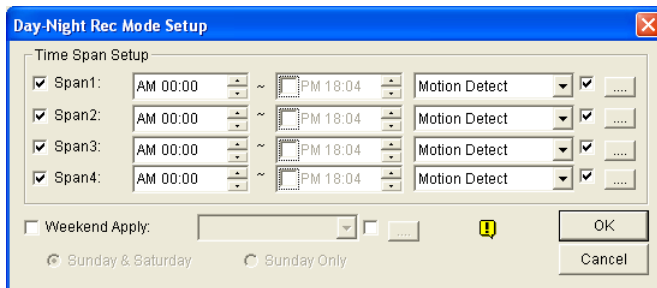 Day-Night Rec Mode Setup
Time Span Setup
Span1: AM 00:00 ~ PM 18:04 Motion Detect ....
Span2: AM 00:00 ~ PM 18:04 Motion Detect ....
Span3: AM 00:00 ~ PM 18:04 Motion Detect ....
Span4: AM 00:00 ~ PM 18:04 Motion Detect ....
Weekend Apply: .... ! OK
Sunday & Saturday Sunday Only Cancel